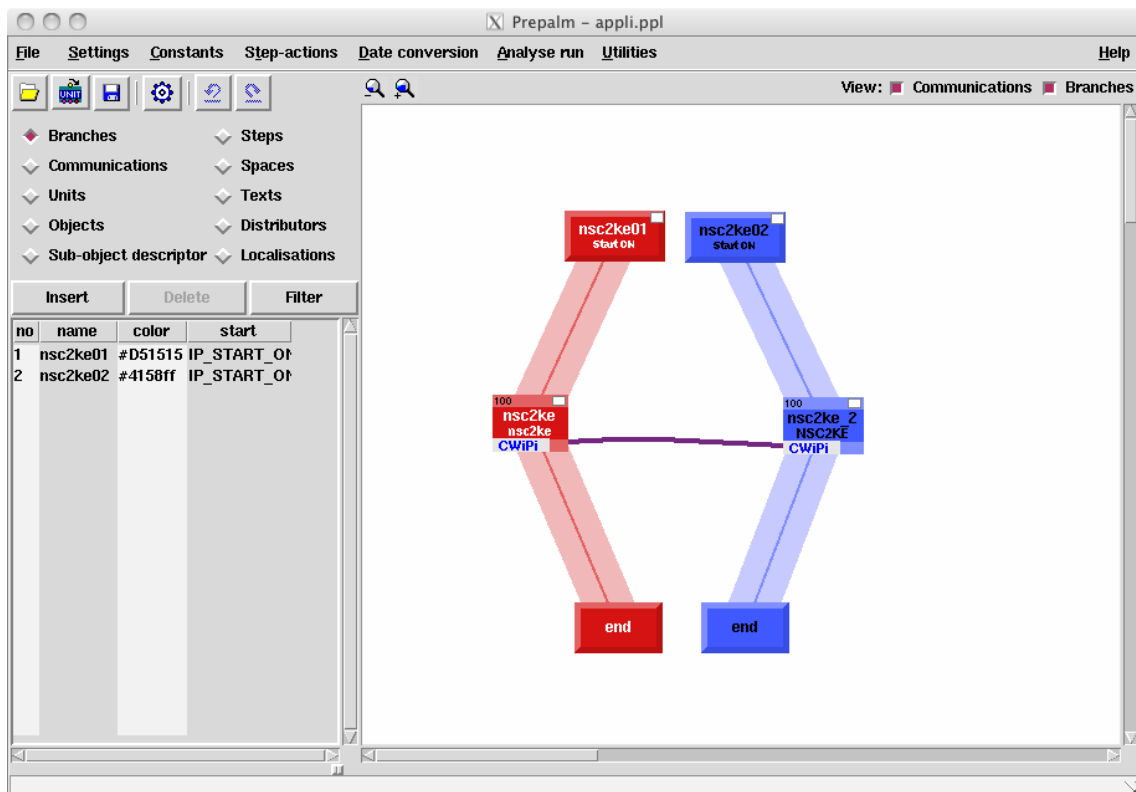 Prepalm - appli.ppl
File Settings Constants Step-actions Date conversion Analyse run Utilities Help
UNIT
View: Communications Branches
Branches Steps
Communications Spaces
Units Texts
Objects Distributors
Sub-object descriptor Localisations
Insert Delete Filter
no name color start
1 nsc2ke01 #D51515 IP_START_ON
2 nsc2ke02 #4158ff IP_START_ON
nsc2ke01
Start ON
nsc2ke02
Start ON
100
nsc2ke
nsc2ke
CWiPi
100
nsc2ke_2
NSC2KE
CWiPi
end
end